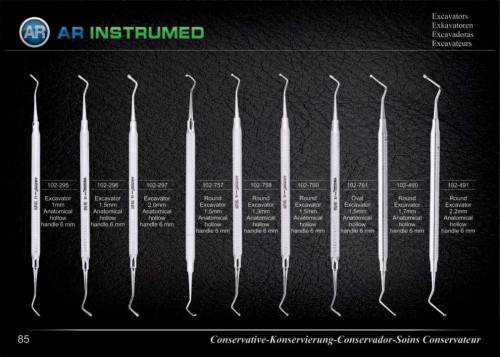 AR AR INSTRUMED
Excavators
Exkavatoren
Excavadoras
Excavateurs
102-295
Excavator
1mm
Anatomical
hollow
handle 6 mm
102-296
Excavator
1.5mm
Anatomical
hollow
handle 6 mm
102-297
Excavator
2.0mm
Anatomical
hollow
handle 6 mm
102-757
Round
Excavator
1,5mm
Anatomical
hollow
handle 6 mm
102-758
Round
Excavator
1,3mm
Anatomical
hollow
handle 6 mm
102-760
Round
Excavator
1,5mm
Anatomical
hollow
handle 6 mm
102-761
Oval
Excavator
1,5mm
Anatomical
hollow
handle 6 mm
102-490
Round
Excavator
1,7mm
Anatomical
hollow
handle 6 mm
102-491
Round
Excavator
2,2mm
Anatomical
hollow
handle 6 mm
85
Conservative-Konservierung-Conservador-Soins Conservateur